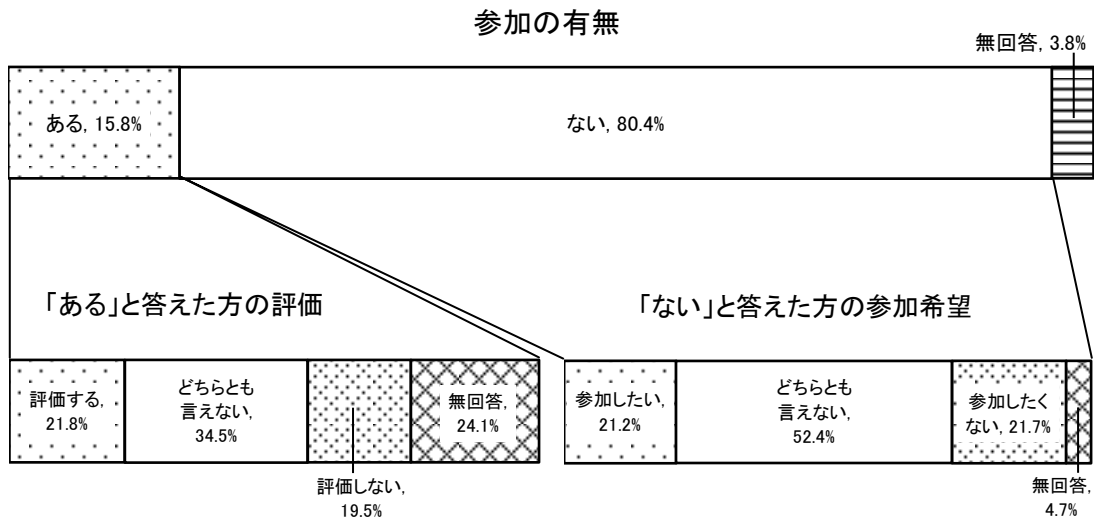 参加の有無
無回答, 3.8%
ある, 15.8%
ない, 80.4%
「ある」と答えた方の評価
「ない」と答えた方の参加希望
評価する,
21.8%
どちらとも
言えない,
34.5%
評価しない,
19.5%
無回答,
24.1%
参加したい,
21.2%
どちらとも
言えない,
52.4%
参加したく
ない, 21.7%
無回答,
4.7%